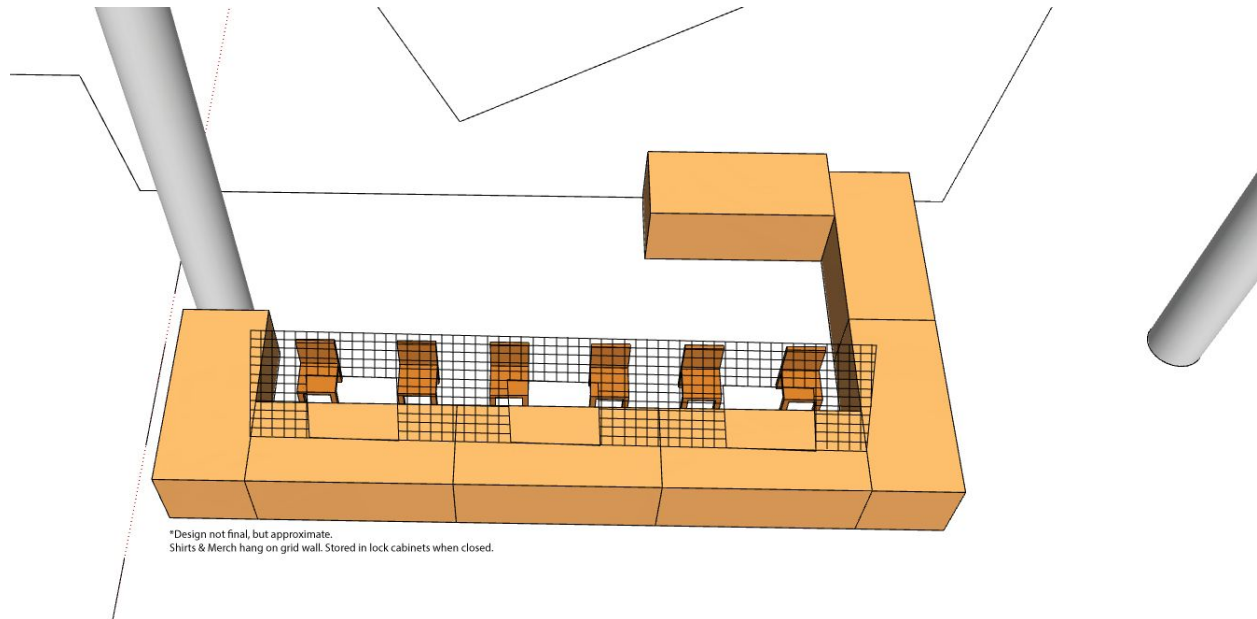 *Design not final, but approximate.
Shirts & Merch hang on grid wall. Stored in lock cabinets when closed.